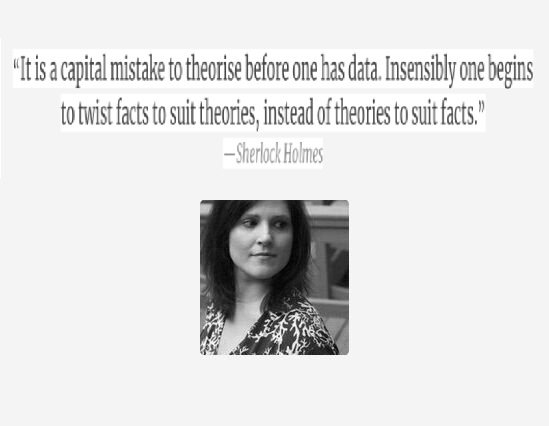 “It is a capital mistake to theorise before one has data. Insensibly one begins
to twist facts to suit theories, instead of theories to suit facts.”
—Sherlock Holmes